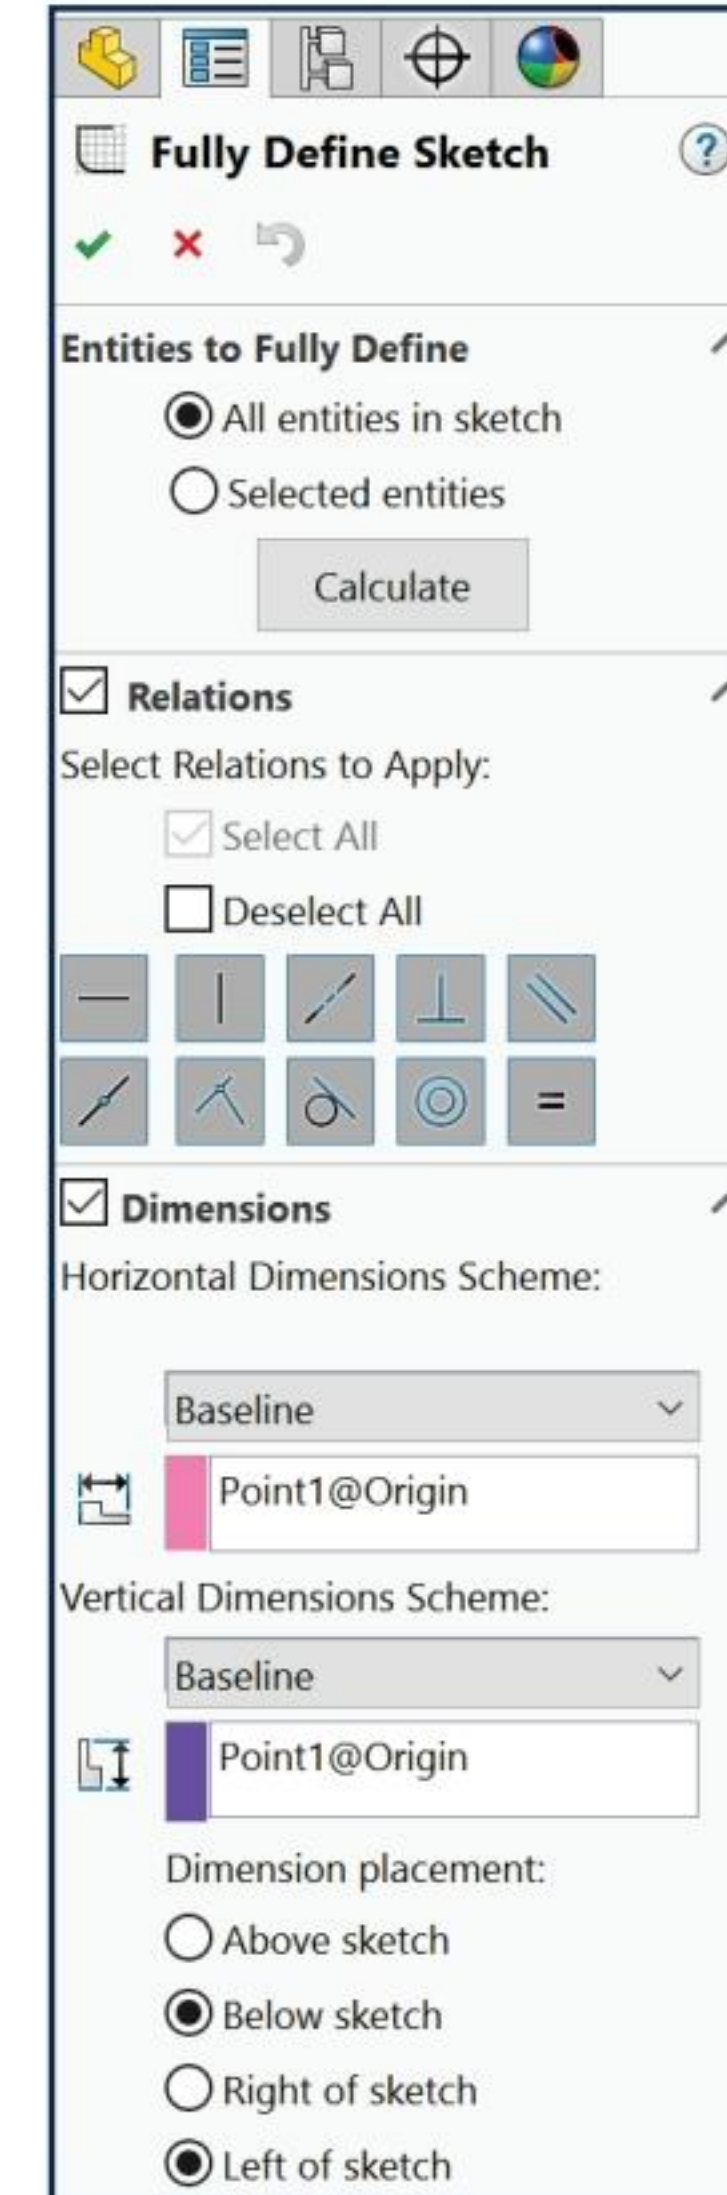 Fully Define Sketch
?
Entities to Fully Define
All entities in sketch
Selected entities
Calculate
Relations
Select Relations to Apply:
Select All
Deselect All
=
Dimensions
Horizontal Dimensions Scheme:
Baseline
Point1@Origin
Vertical Dimensions Scheme:
Baseline
Point1@Origin
Dimension placement:
Above sketch
Below sketch
Right of sketch
Left of sketch